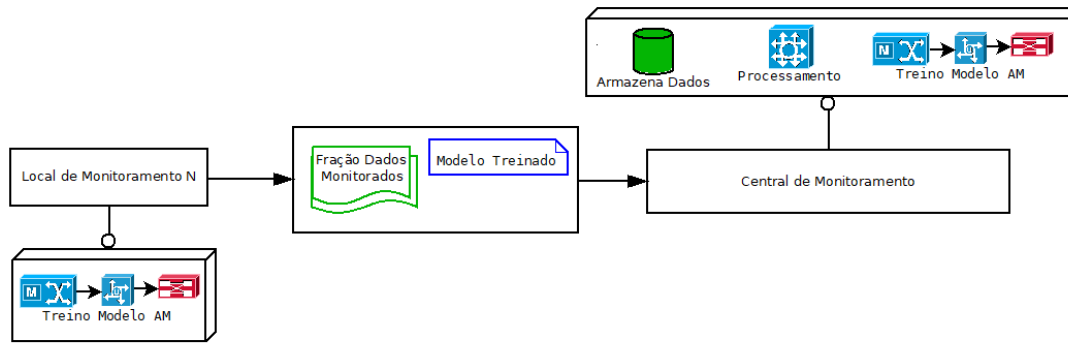 Armazena Dados
Processamento
N
Treino Modelo AM
Local de Monitoramento N
Fração Dados
Monitorados
Modelo Treinado
Central de Monitoramento
M
Treino Modelo AM